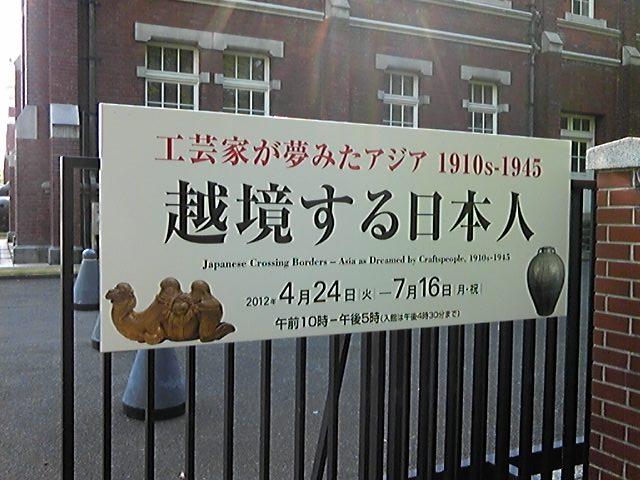 工芸家が夢みたアジア 1910s-1945
越境する日本人
Japanese Crossing Borders – Asia as Dreamed by Craftspeople, 1910s-1945
2012年 4月24日|火|—7月16日|月・祝|
午前10時−午後5時(入館は午後4時30分まで)